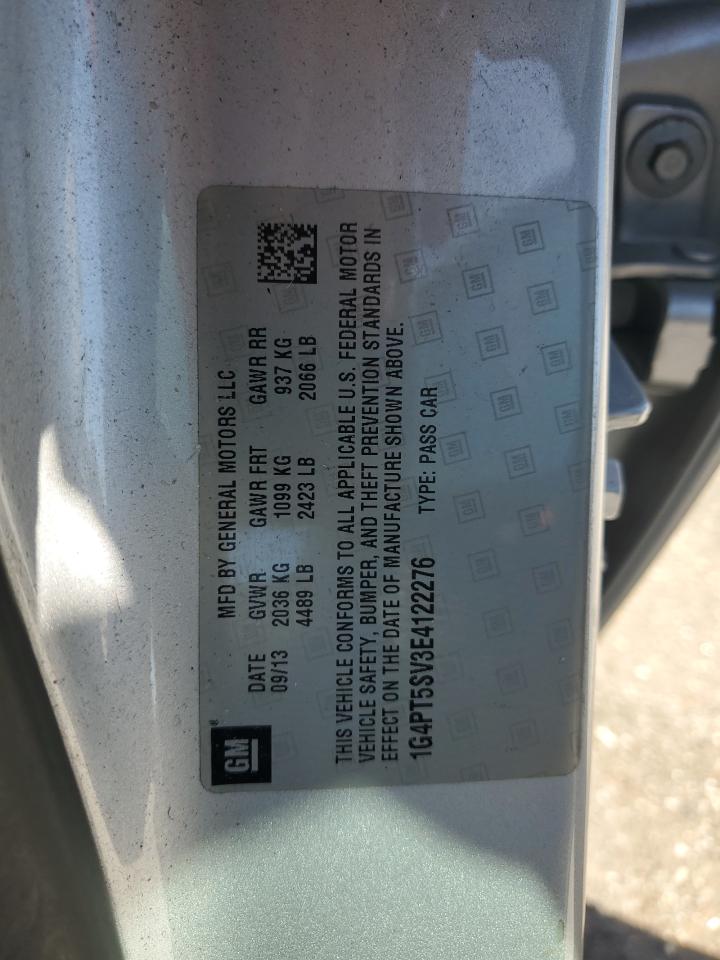 GM®
MFD BY GENERAL MOTORS LLC
DATE GVWR GAWR FRT GAWR RR
09/13 2036 KG 1099 KG 937 KG
4489 LB 2423 LB 2066 LB
THIS VEHICLE CONFORMS TO ALL APPLICABLE U.S. FEDERAL MOTOR
VEHICLE SAFETY, BUMPER, AND THEFT PREVENTION STANDARDS IN
EFFECT ON THE DATE OF MANUFACTURE SHOWN ABOVE.
1G4PT5SV3E4122276 TYPE: PASS CAR